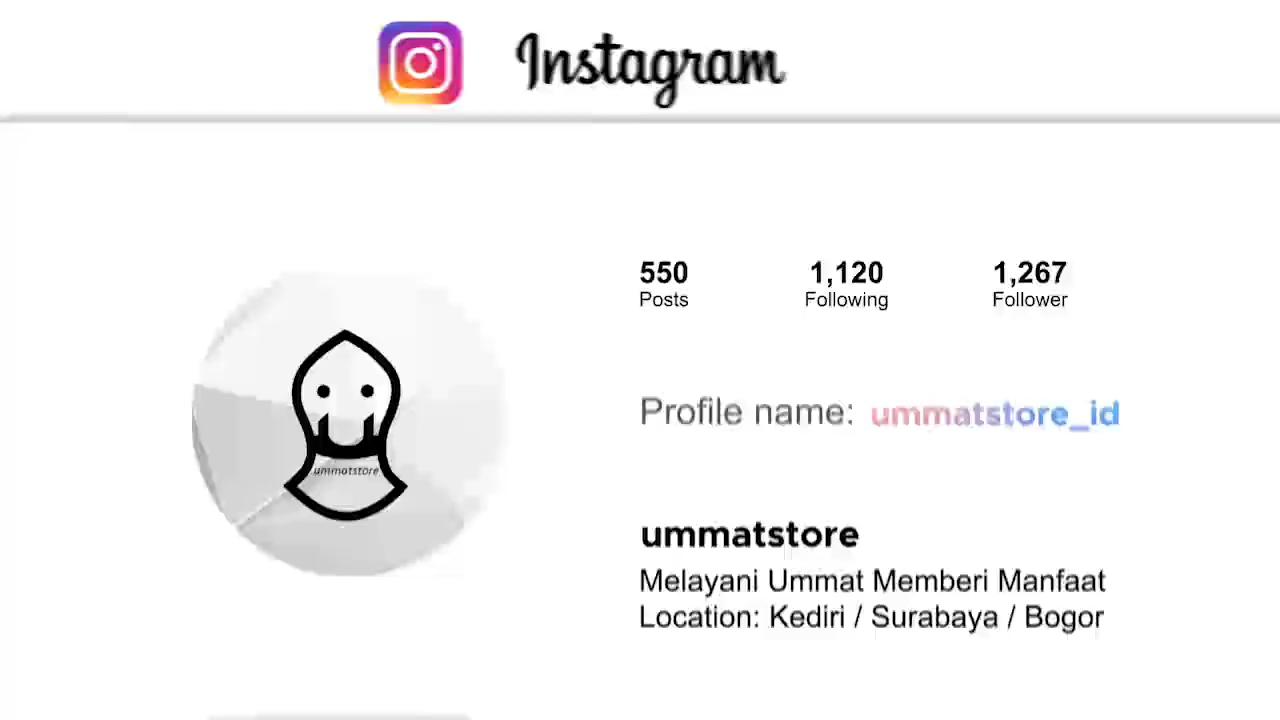 Instagram
550 1,120 1,267
Posts Following Follower
Profile name: ummatstore_id
ummatstore
ummatstore
Melayani Ummat Memberi Manfaat
Location: Kediri / Surabaya / Bogor